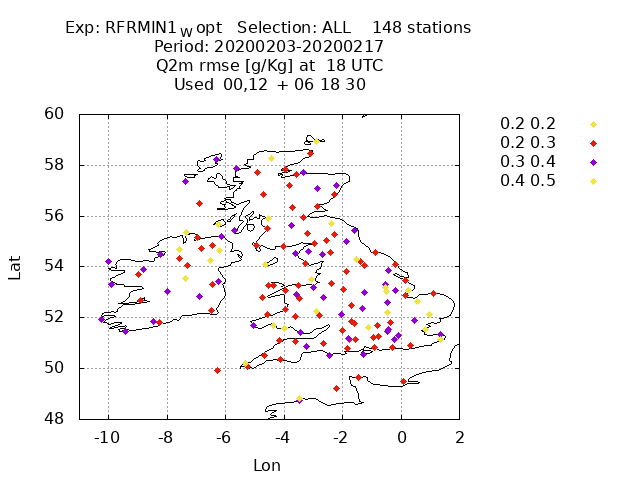 Exp: RFRMIN1_W opt   Selection: ALL    148 stations
Period: 20200203-20200217
Q2m rmse [g/Kg] at  18 UTC
Used  00,12  + 06 18 30
60
58
56
54
52
50
48
-10 -8 -6 -4 -2 0 2
Lat
Lon
0.2 0.2
0.2 0.3
0.3 0.4
0.4 0.5